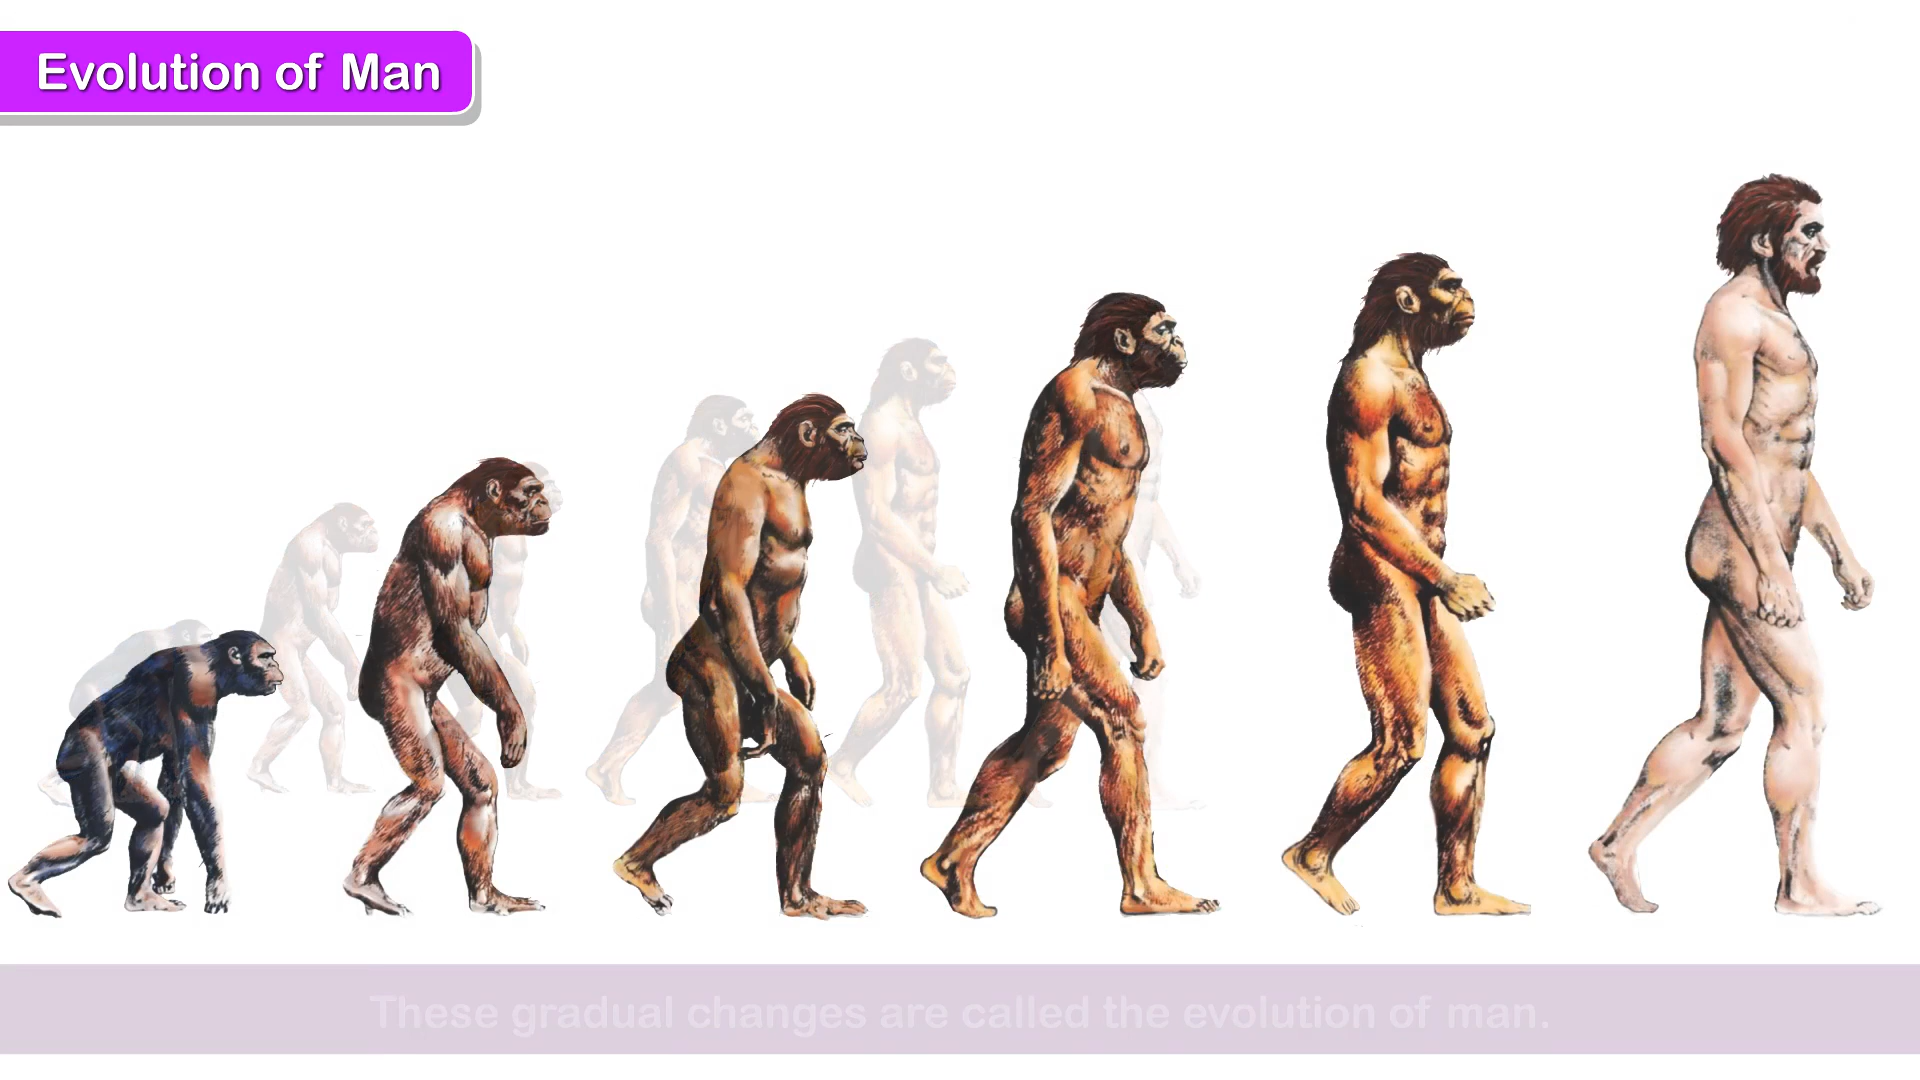 Evolution of Man
These gradual changes are called the evolution of man.